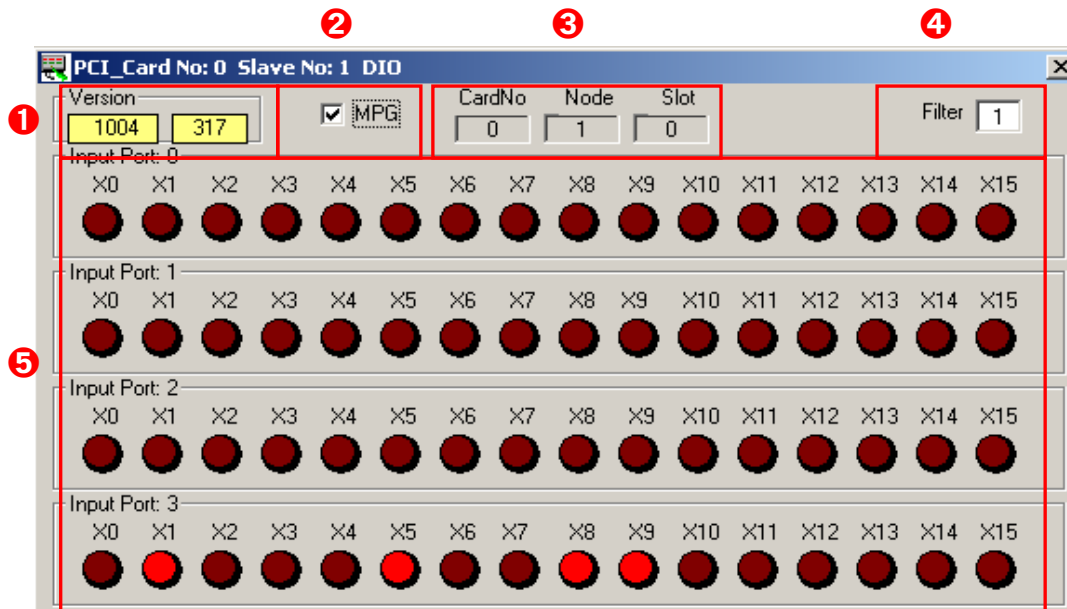 ❷ ❸ ❹
PCI_Card No: 0 Slave No: 1 DIO
❶
Version CardNo Node Slot
1004 317 MPG 0 1 0 Filter 1
Input Port: 0
X0 X1 X2 X3 X4 X5 X6 X7 X8 X9 X10 X11 X12 X13 X14 X15
Input Port: 1
X0 X1 X2 X3 X4 X5 X6 X7 X8 X9 X10 X11 X12 X13 X14 X15
❺
Input Port: 2
X0 X1 X2 X3 X4 X5 X6 X7 X8 X9 X10 X11 X12 X13 X14 X15
Input Port: 3
X0 X1 X2 X3 X4 X5 X6 X7 X8 X9 X10 X11 X12 X13 X14 X15